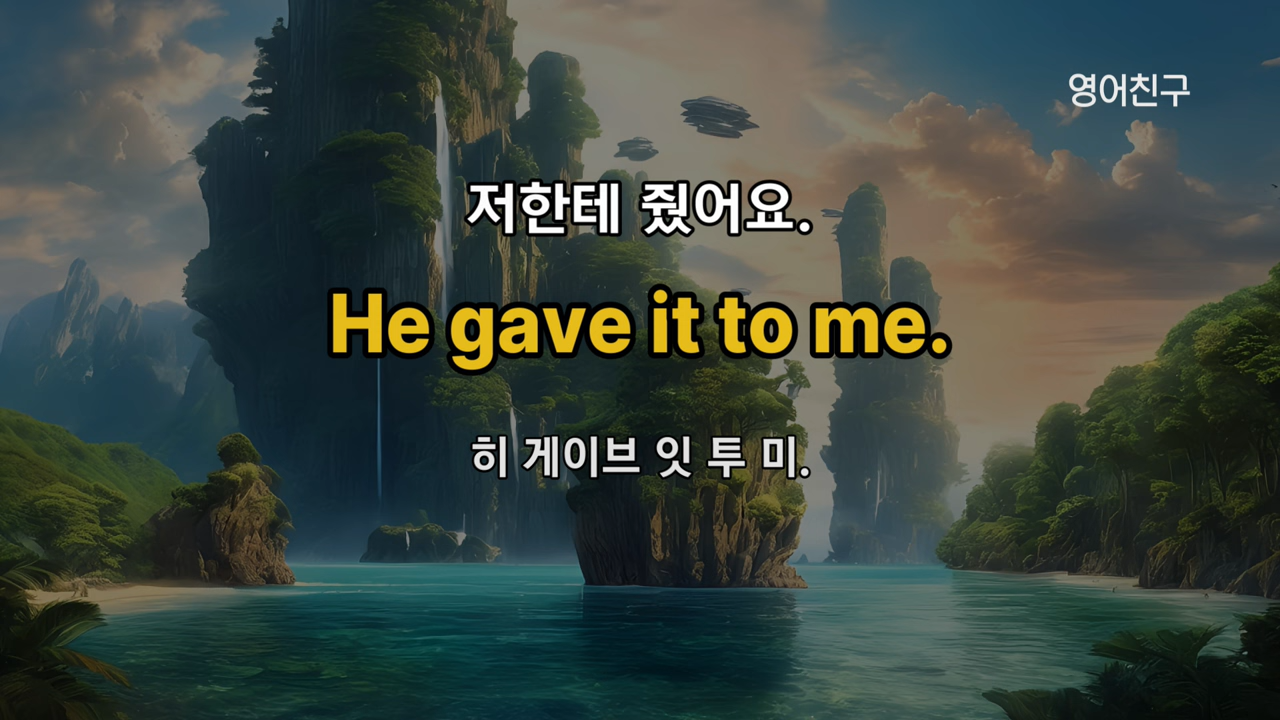 영어친구
저한테 줬어요.
He gave it to me.
히 게이브 잇 투 미.